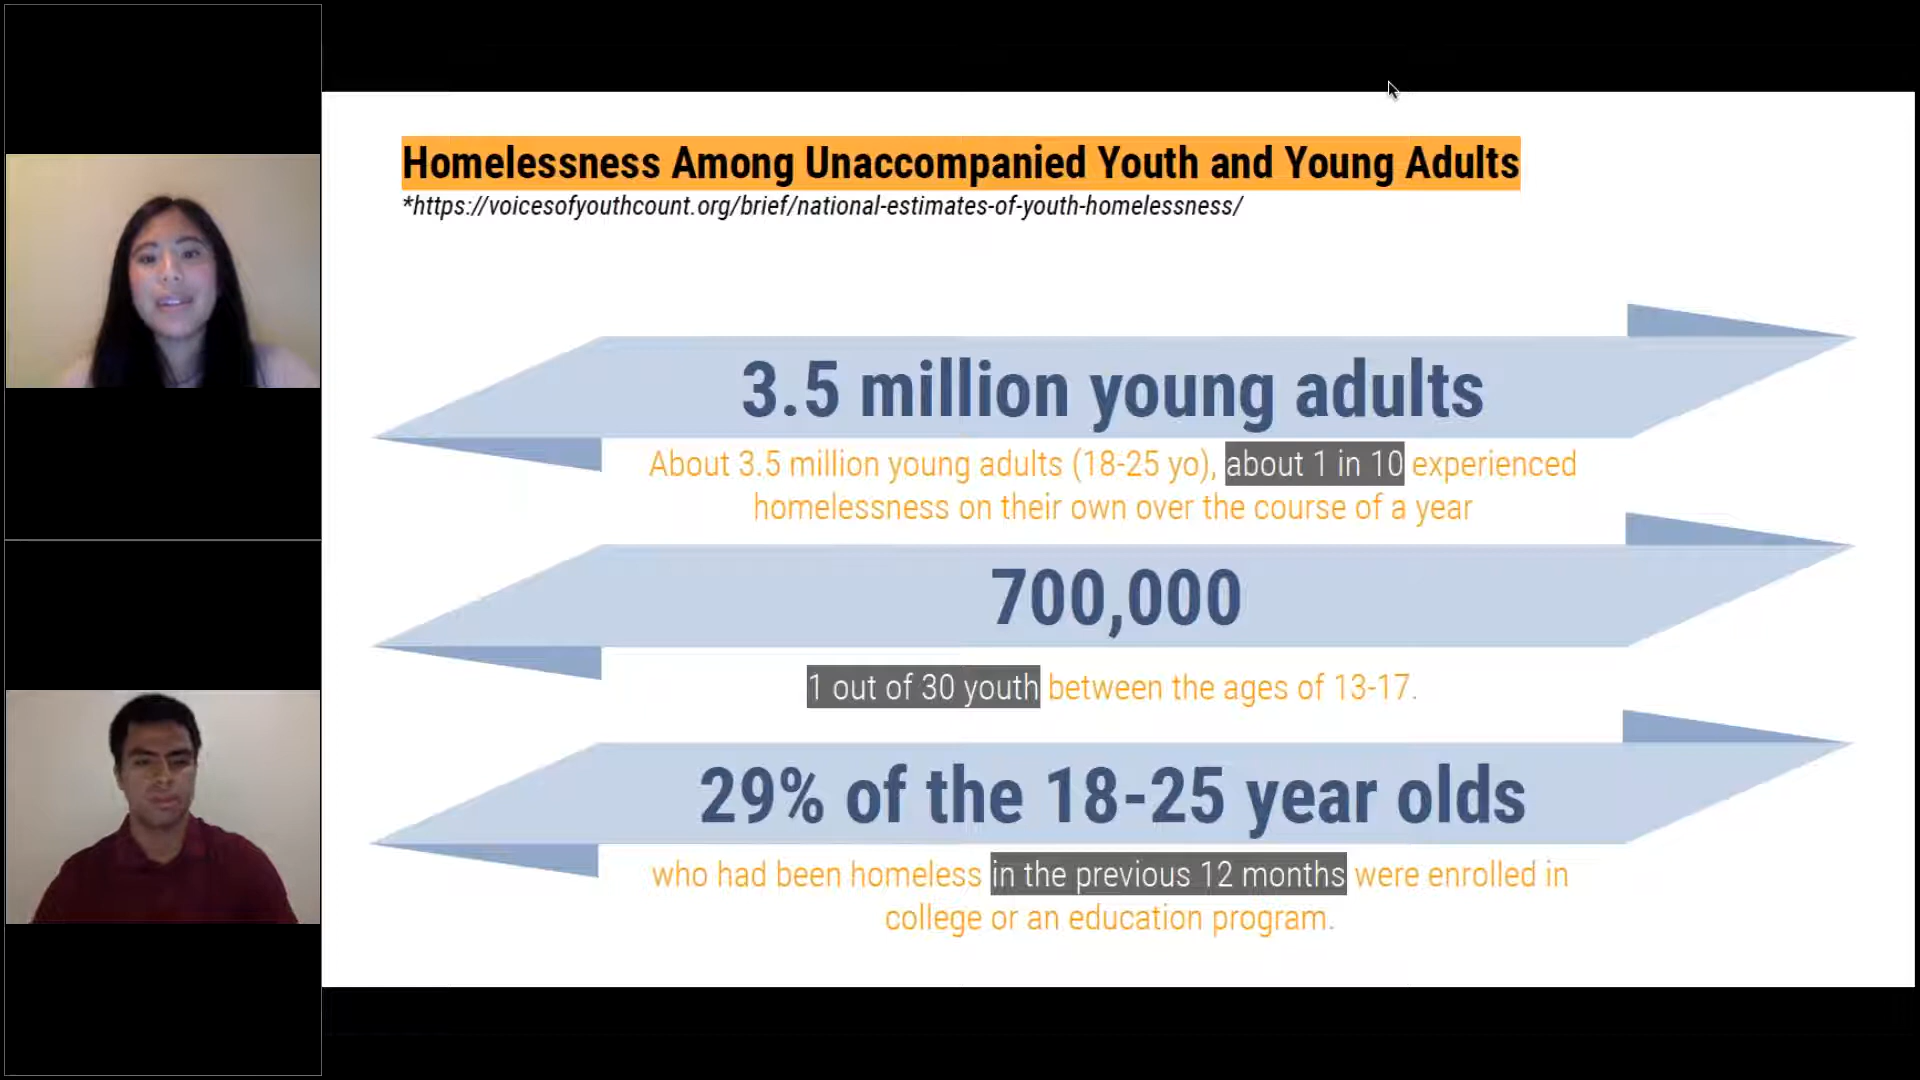 Homelessness Among Unaccompanied Youth and Young Adults
*https://voicesofyouthcount.org/brief/national-estimates-of-youth-homelessness/
3.5 million young adults
About 3.5 million young adults (18-25 yo), about 1 in 10 experienced
homelessness on their own over the course of a year
700,000
1 out of 30 youth between the ages of 13-17.
29% of the 18-25 year olds
who had been homeless in the previous 12 months were enrolled in
college or an education program.